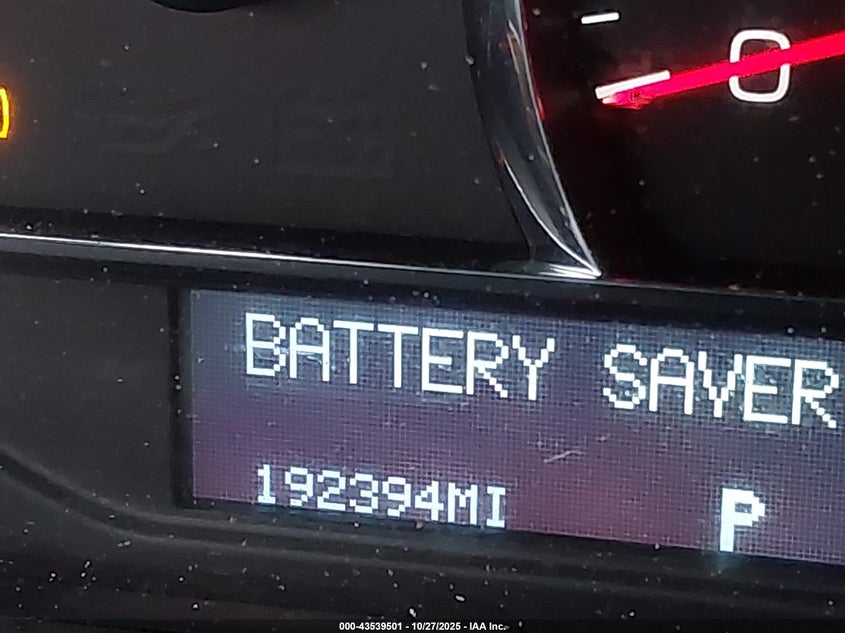 0
BATTERY SAVER
192394MI P
000-43539501 - 10/27/2025 - IAA Inc.